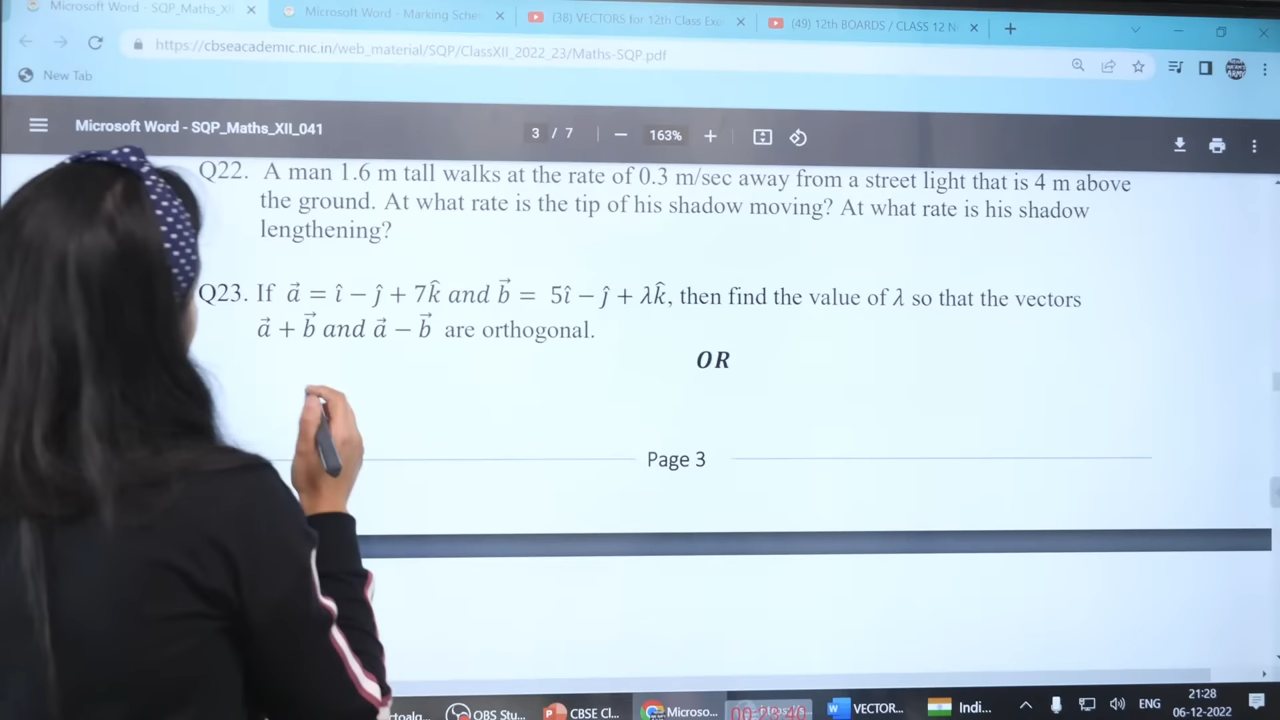 Microsoft Word - SQP_Maths_XI
Microsoft Word - Marking Sche
(38) VECTORS for 12th Class Exa
(49) 12th BOARDS / CLASS 12 N
https://cbseacademic.nic.in/web_material/SQP/ClassXII_2022_23/Maths-SQP.pdf
New Tab
Microsoft Word - SQP_Maths_XII_041
3 / 7
163%
Q22. A man 1.6 m tall walks at the rate of 0.3 m/sec away from a street light that is 4 m above
the ground. At what rate is the tip of his shadow moving? At what rate is his shadow
lengthening?
Q23. If a⃗ = î − ĵ + 7k̂ and b⃗ = 5î − ĵ + λk̂, then find the value of λ so that the vectors
a⃗ + b⃗ and a⃗ − b⃗ are orthogonal.
OR
Page 3
OBS Stu...
CBSE Cl...
Microso...
VECTOR...
Indi...
ENG
21:28
06-12-2022